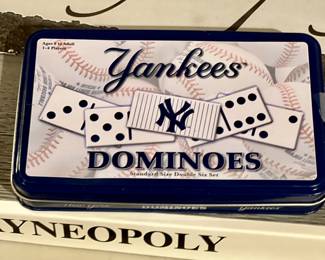 Ages 8 to Adult
1-4 Players
Yankees
NY
DOMINOES
Standard Size Double Six Set
DOMINOES
YNEOPOLY